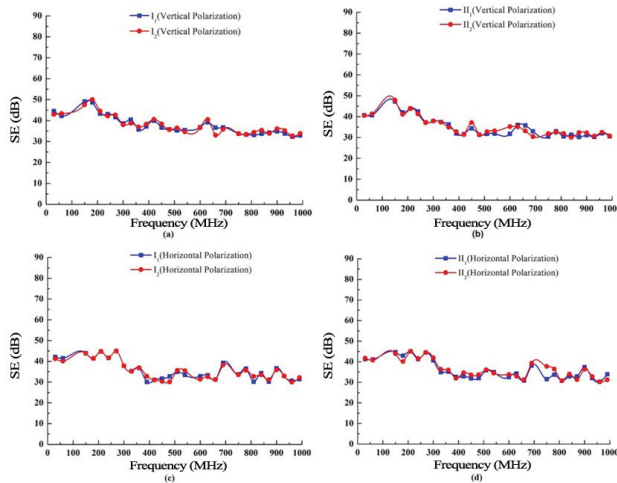 I1(Vertical Polarization)
I2(Vertical Polarization)
SE (dB)
90
80
70
60
50
40
30
20
10
0
0 100 200 300 400 500 600 700 800 900 1000
Frequency (MHz)
(a)
II1(Vertical Polarization)
II2(Vertical Polarization)
SE (dB)
90
80
70
60
50
40
30
20
10
0
0 100 200 300 400 500 600 700 800 900 1000
Frequency (MHz)
(b)
I1(Horizontal Polarization)
I2(Horizontal Polarization)
SE (dB)
90
80
70
60
50
40
30
20
10
0
0 100 200 300 400 500 600 700 800 900 1000
Frequency (MHz)
(c)
II1(Horizontal Polarization)
II2(Horizontal Polarization)
SE (dB)
90
80
70
60
50
40
30
20
10
0
0 100 200 300 400 500 600 700 800 900 1000
Frequency (MHz)
(d)